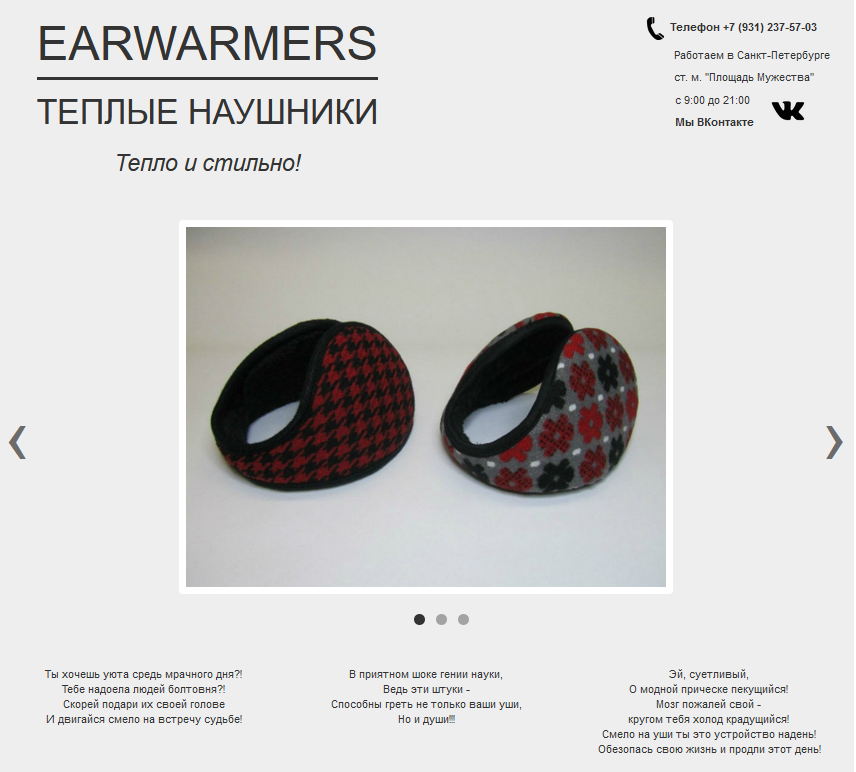 EARWARMERS
ТЕПЛЫЕ НАУШНИКИ
Тепло и стильно!
Телефон +7 (931) 237-57-03
Работаем в Санкт-Петербурге
ст. м. "Площадь Мужества"
с 9:00 до 21:00
Мы ВКонтакте
Ты хочешь уюта средь мрачного дня?!
Тебе надоела людей болтовня?!
Скорей подари их своей голове
И двигайся смело на встречу судьбе!
В приятном шоке гении науки,
Ведь эти штуки -
Способны греть не только ваши уши,
Но и души!!!
Эй, суетливый,
О модной прическе пекущийся!
Мозг пожалей свой -
кругом тебя холод крадущийся!
Смело на уши ты это устройство надень!
Обезопась свою жизнь и продли этот день!